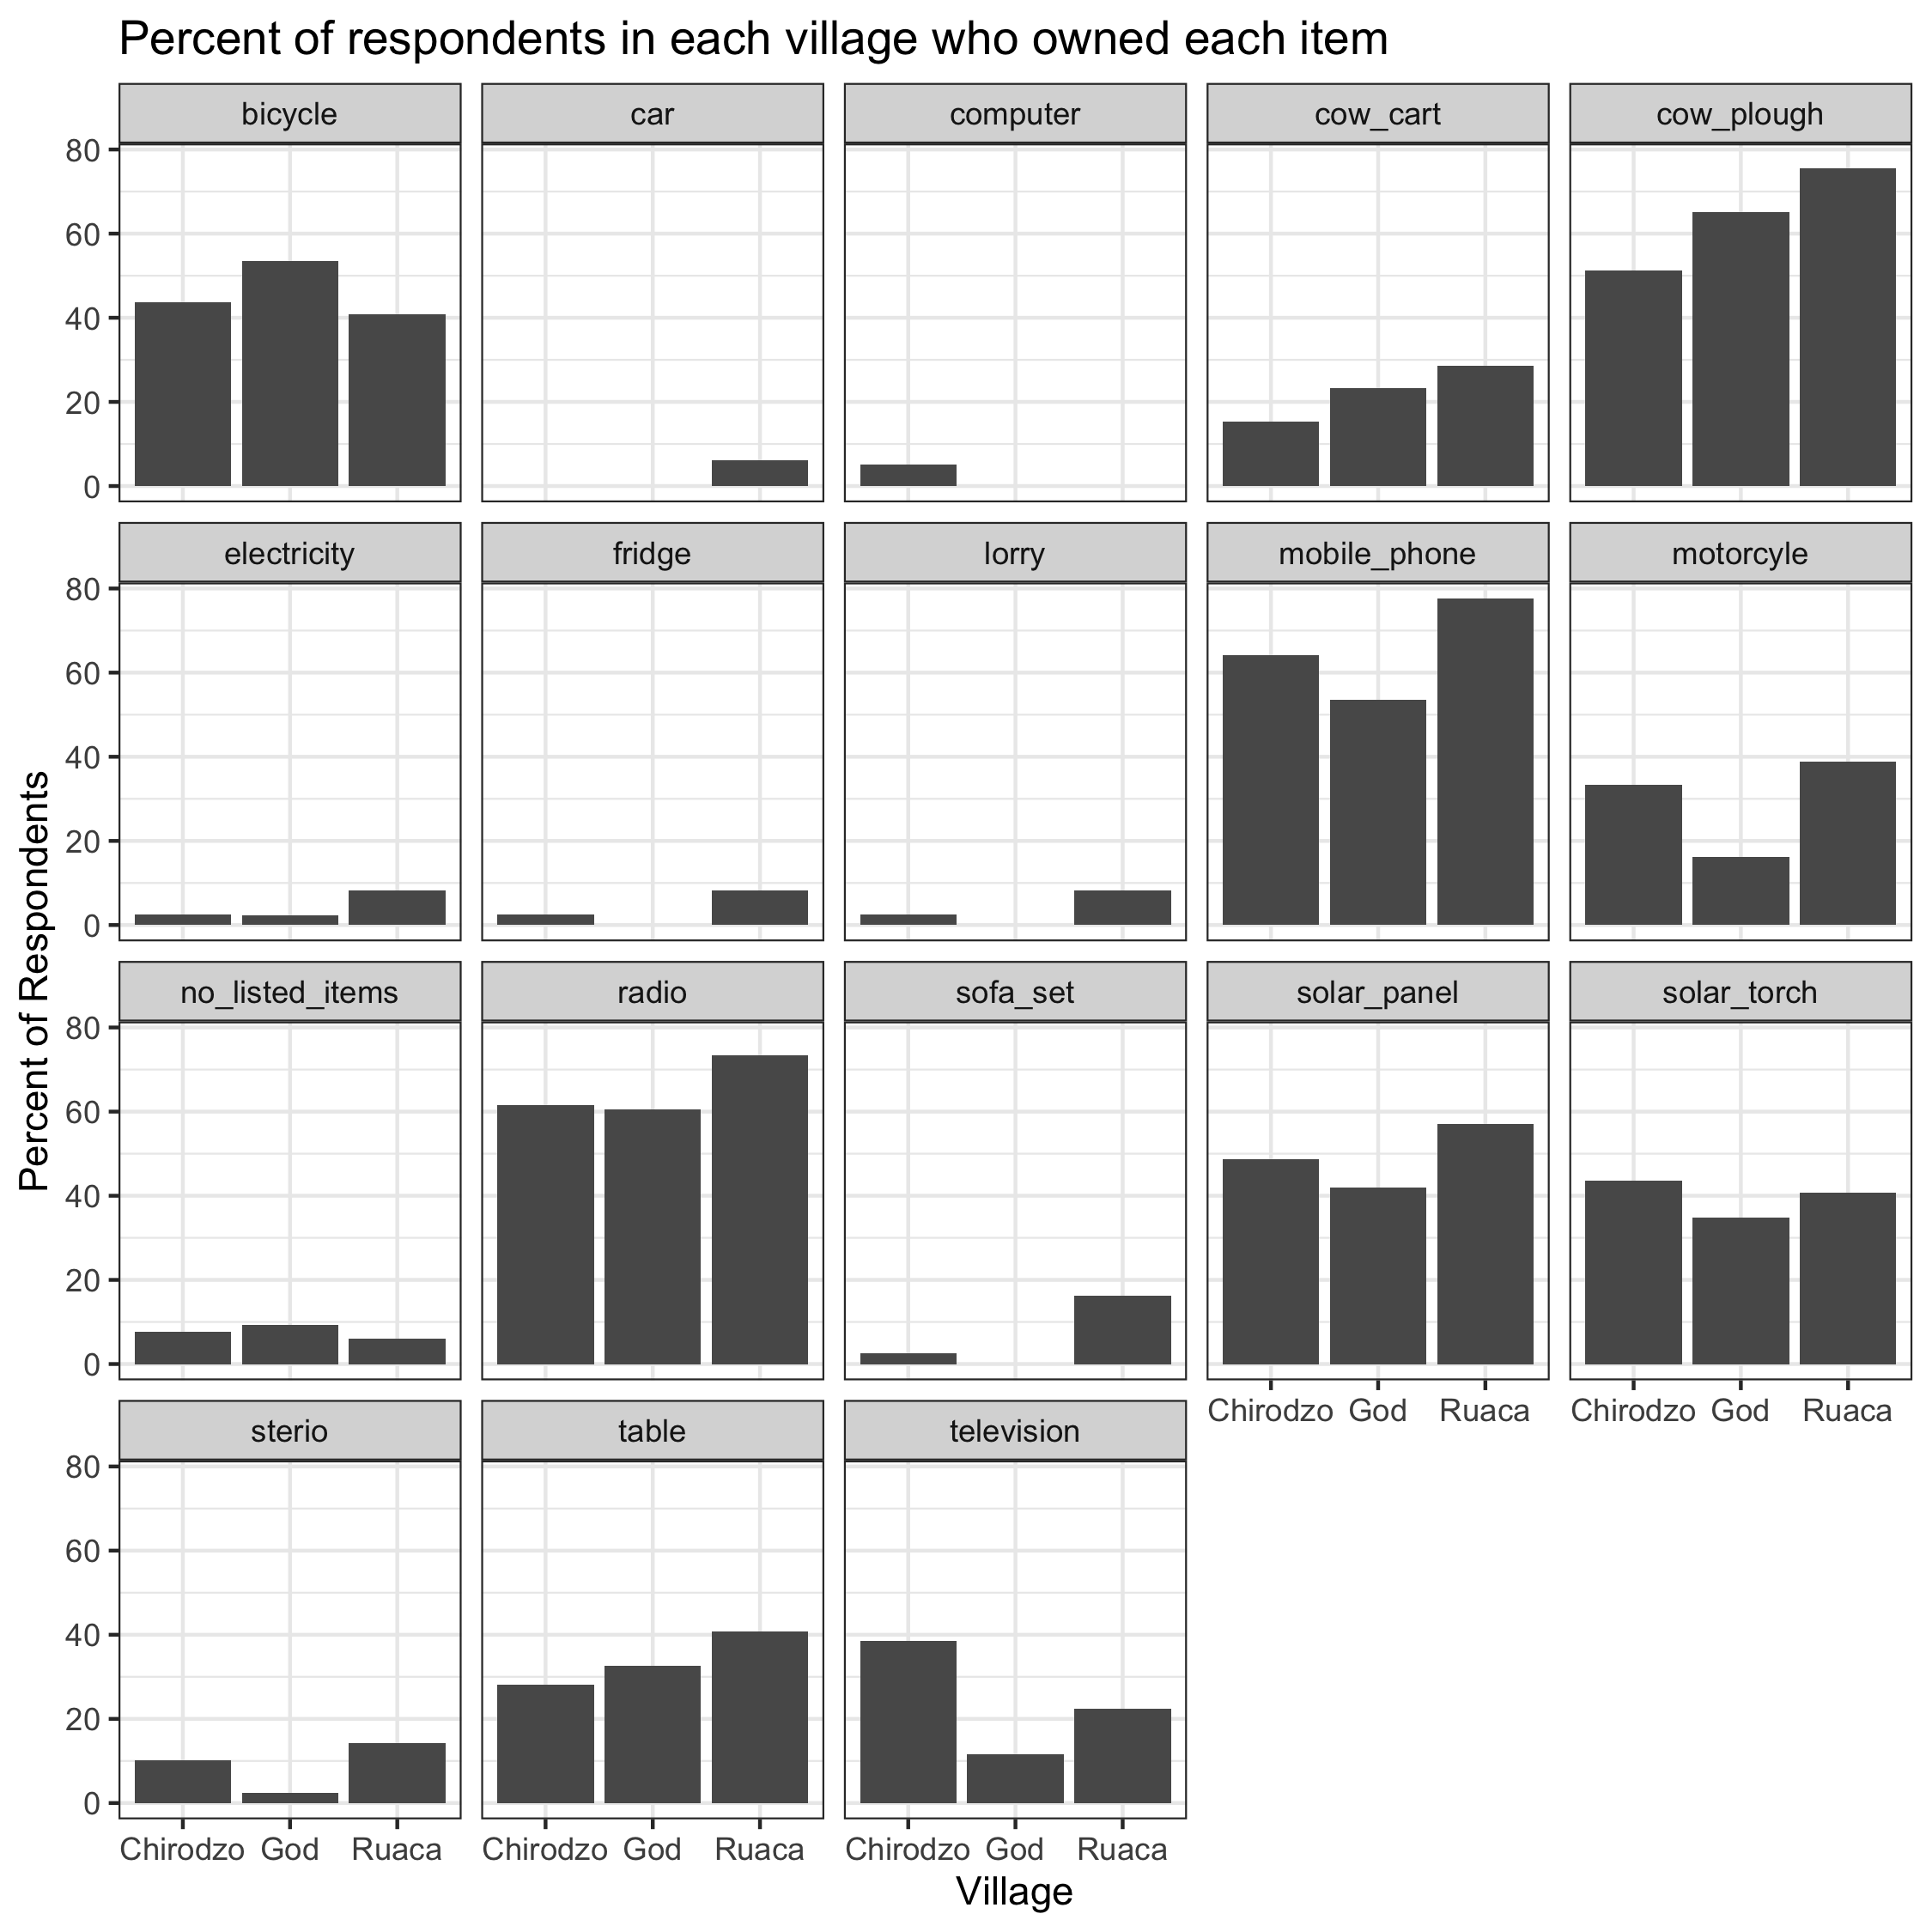 Percent of respondents in each village who owned each item
bicycle car computer cow_cart cow_plough
80
60
40
20
0
electricity fridge lorry mobile_phone motorcyle
80
60
40
20
0
Percent of Respondents
no_listed_items radio sofa_set solar_panel solar_torch
80
60
40
20
0
Chirodzo God Ruaca Chirodzo God Ruaca
sterio table television
80
60
40
20
0
Chirodzo God Ruaca Chirodzo God Ruaca Chirodzo God Ruaca
Village